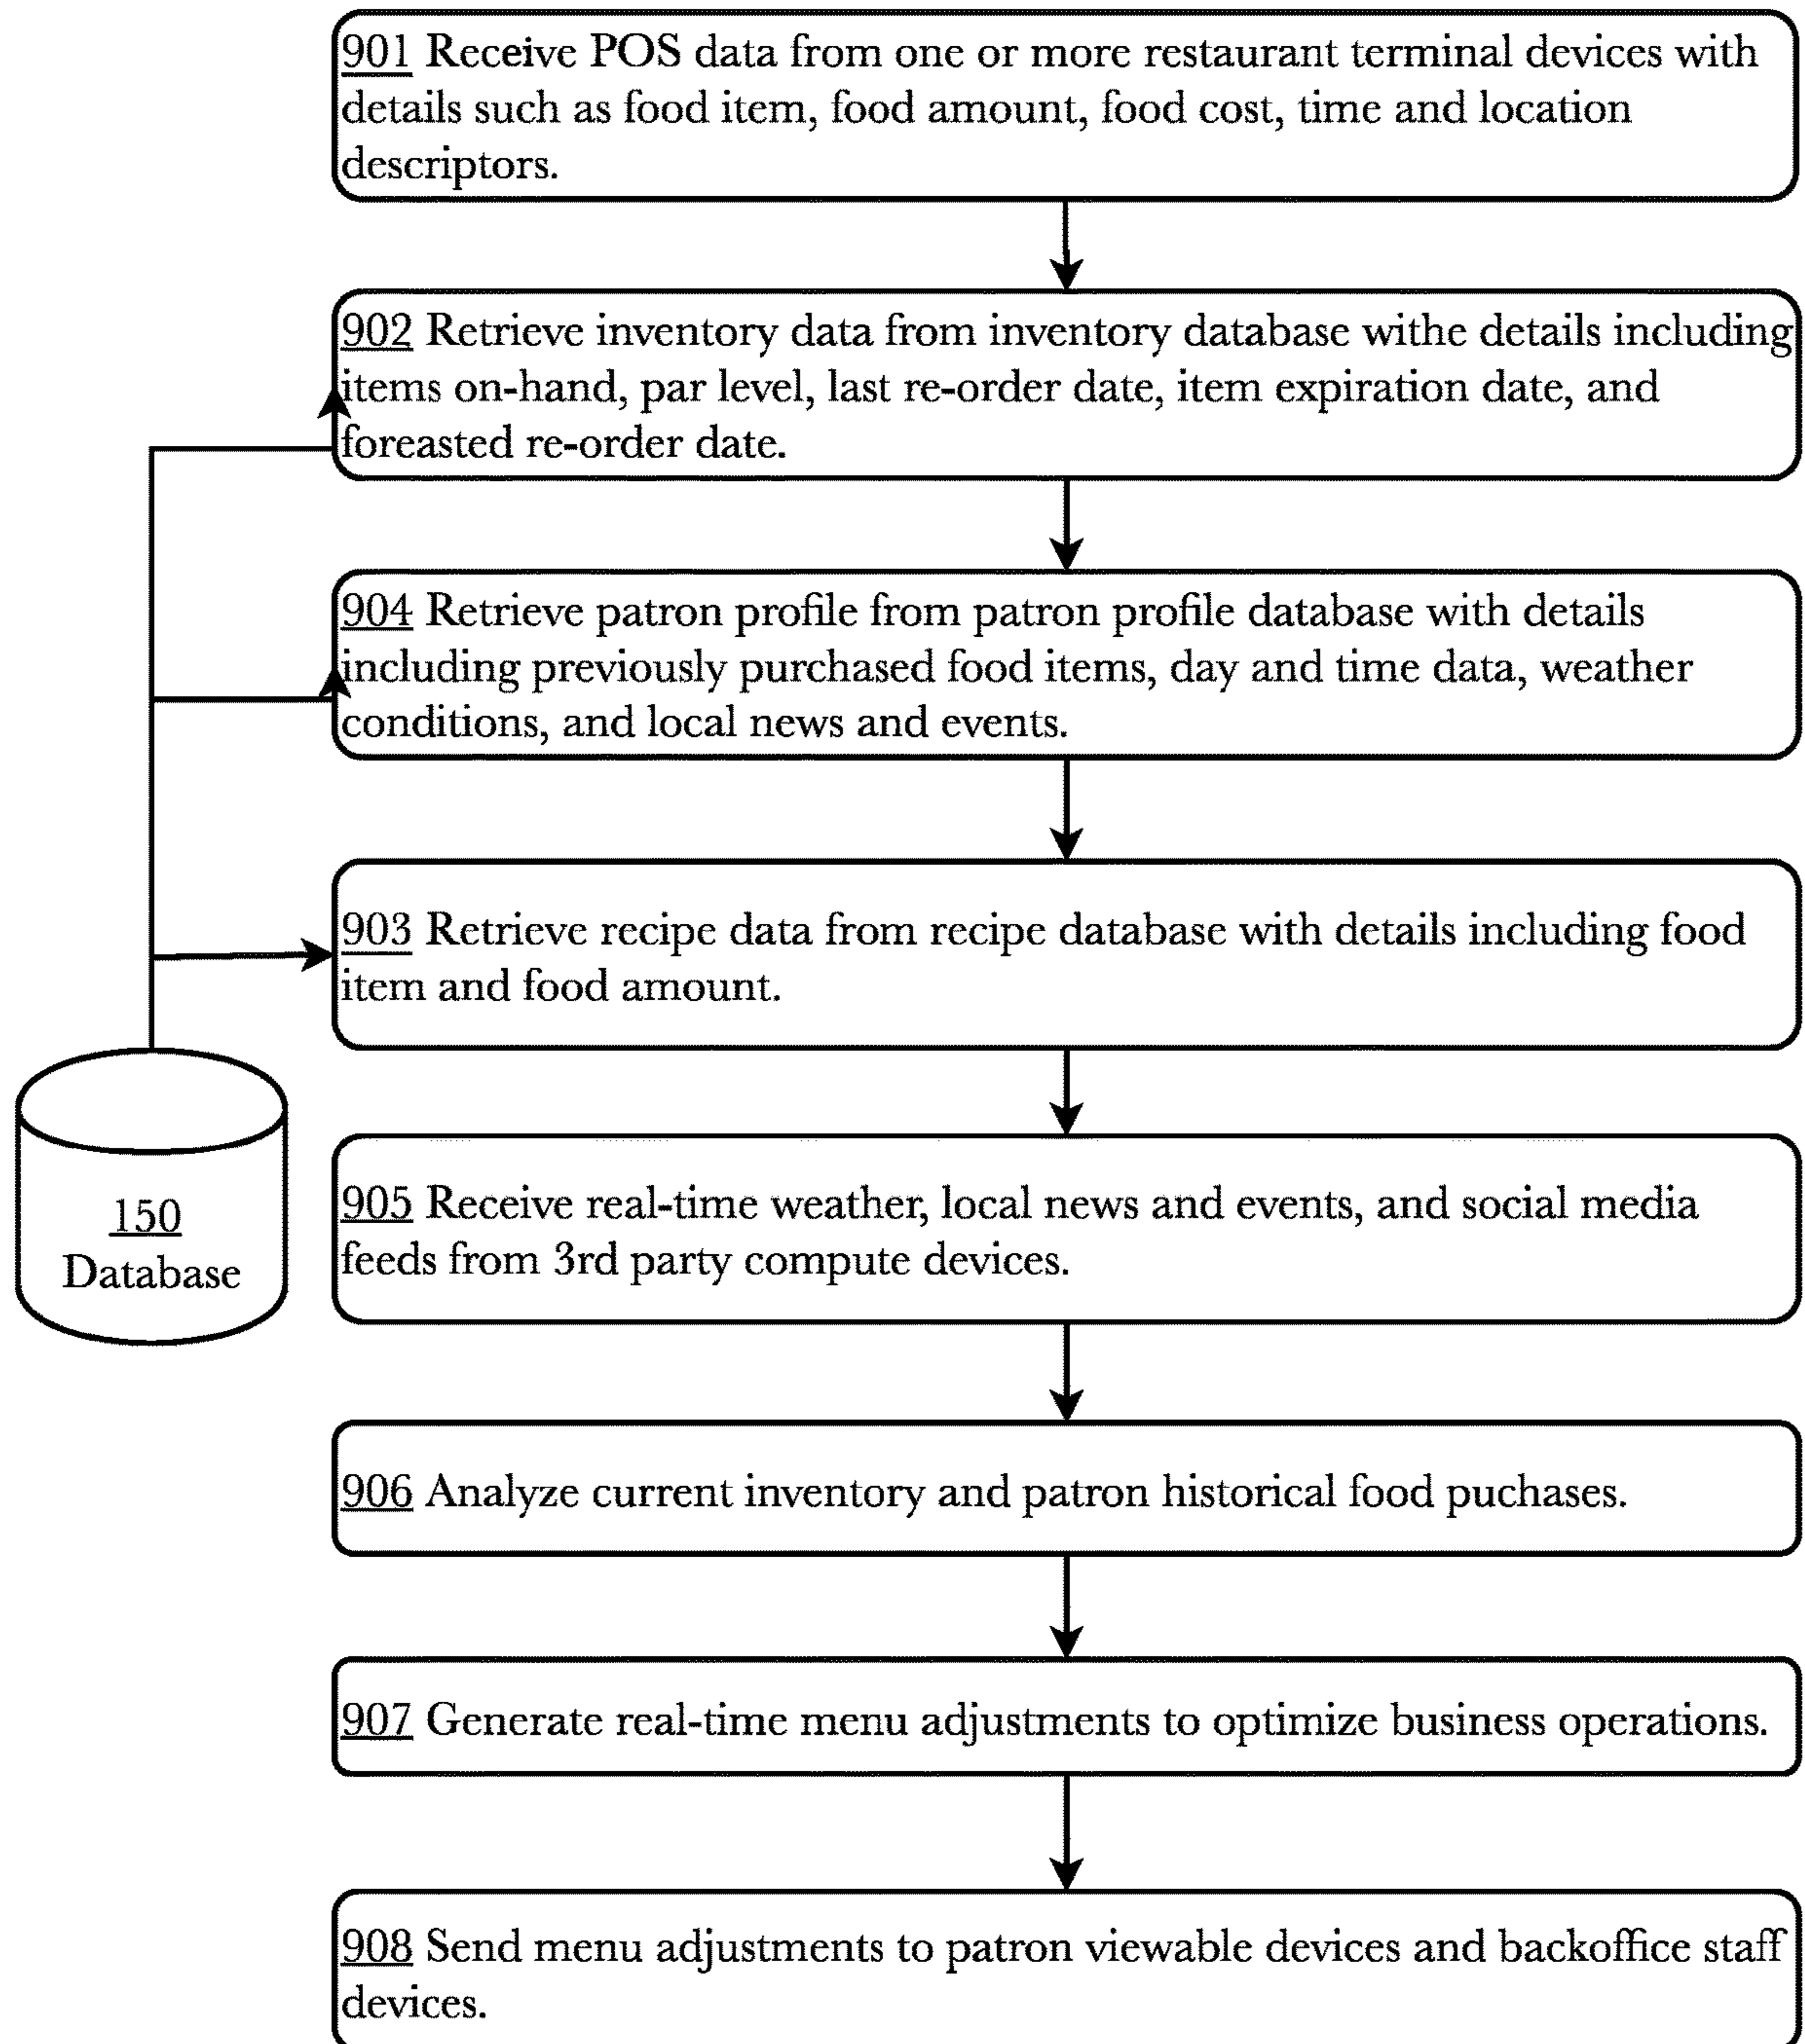 901 Receive POS data from one or more restaurant terminal devices with
details such as food item, food amount, food cost, time and location
descriptors.
902 Retrieve inventory data from inventory database withe details including
items on-hand, par level, last re-order date, item expiration date, and
foreasted re-order date.
904 Retrieve patron profile from patron profile database with details
including previously purchased food items, day and time data, weather
conditions, and local news and events.
903 Retrieve recipe data from recipe database with details including food
item and food amount.
150
Database
905 Receive real-time weather, local news and events, and social media
feeds from 3rd party compute devices.
906 Analyze current inventory and patron historical food puchases.
907 Generate real-time menu adjustments to optimize business operations.
908 Send menu adjustments to patron viewable devices and backoffice staff
devices.